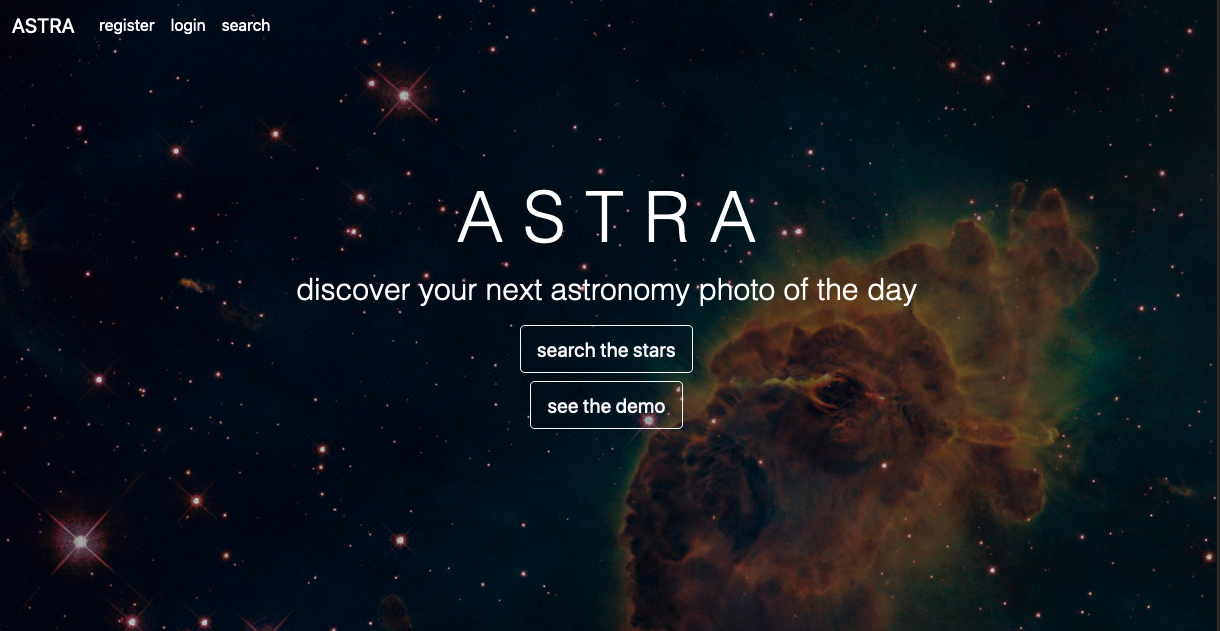 ASTRA register login search
ASTRA
discover your next astronomy photo of the day
search the stars
see the demo